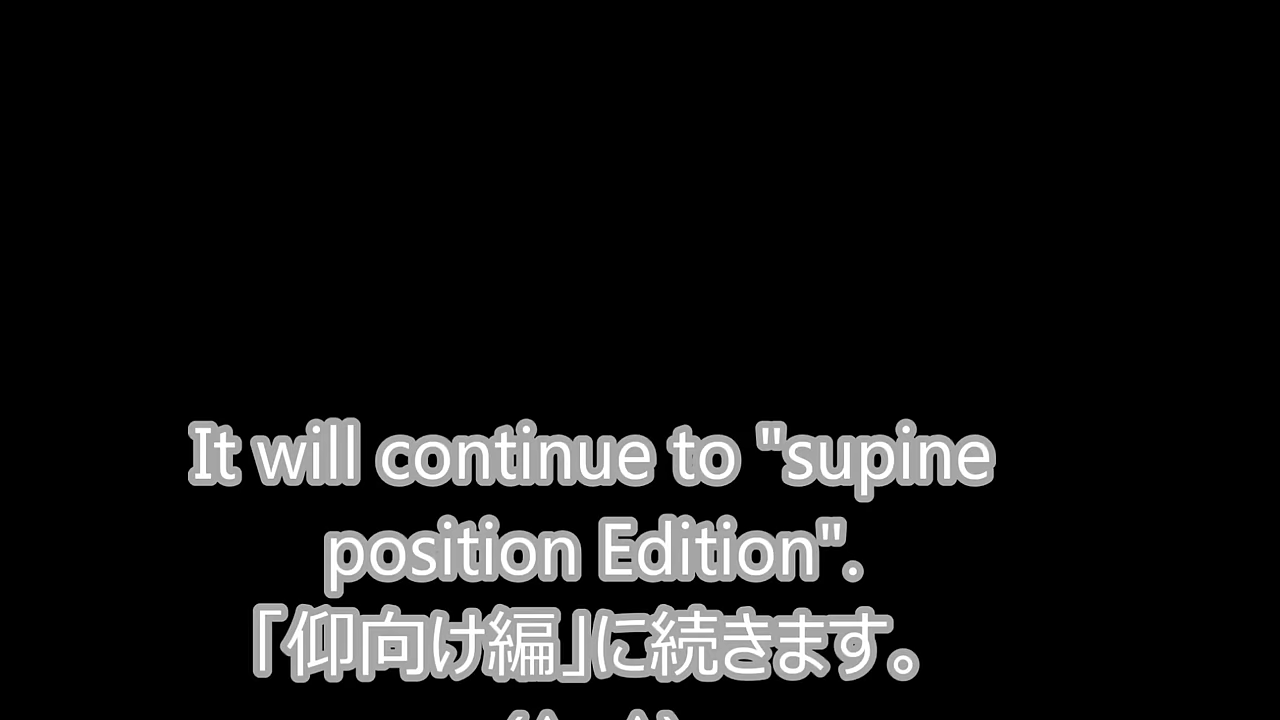 It will continue to "supine
position Edition".
「仰向け編」に続きます。